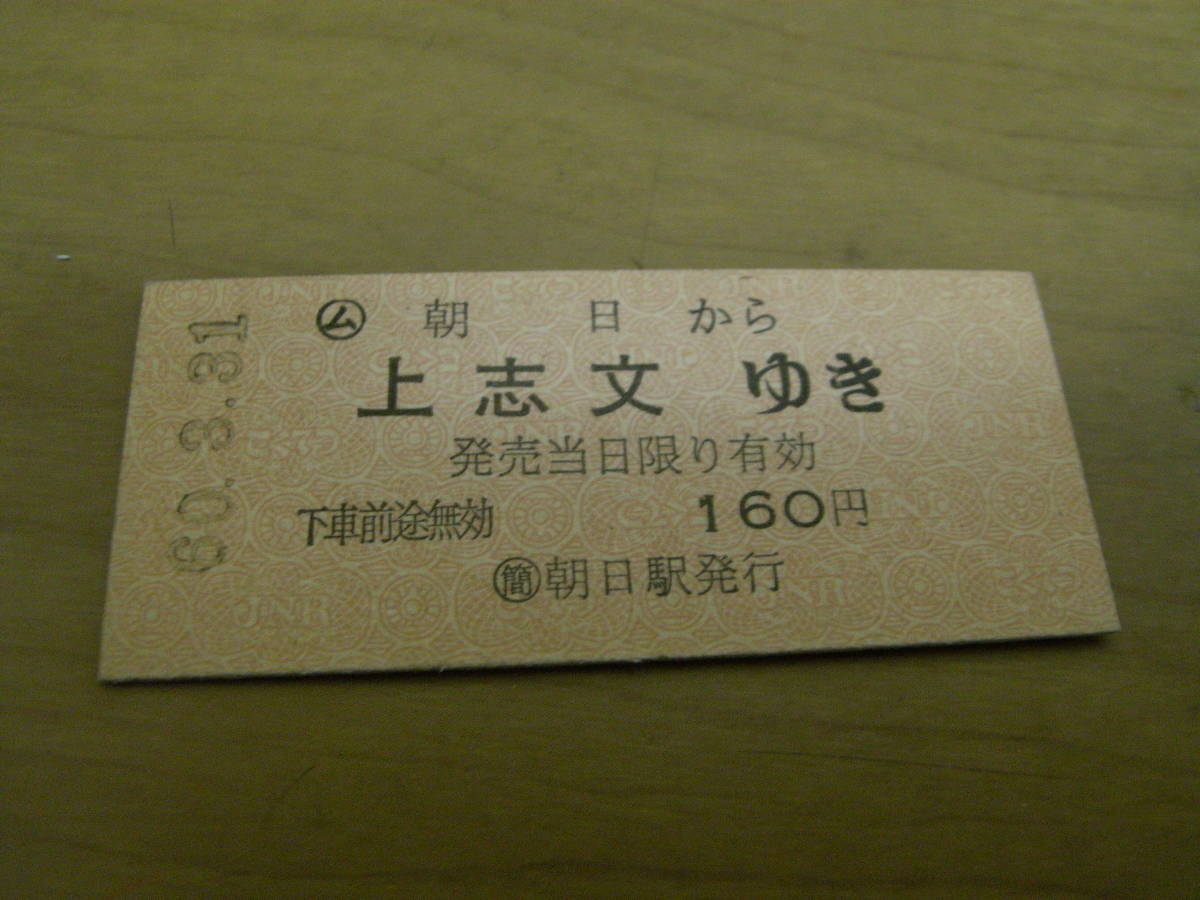 60.3.31
㋰ 朝 日 から
上志文 ゆき
発売当日限り有効
下車前途無効 160円
簡 朝日駅発行